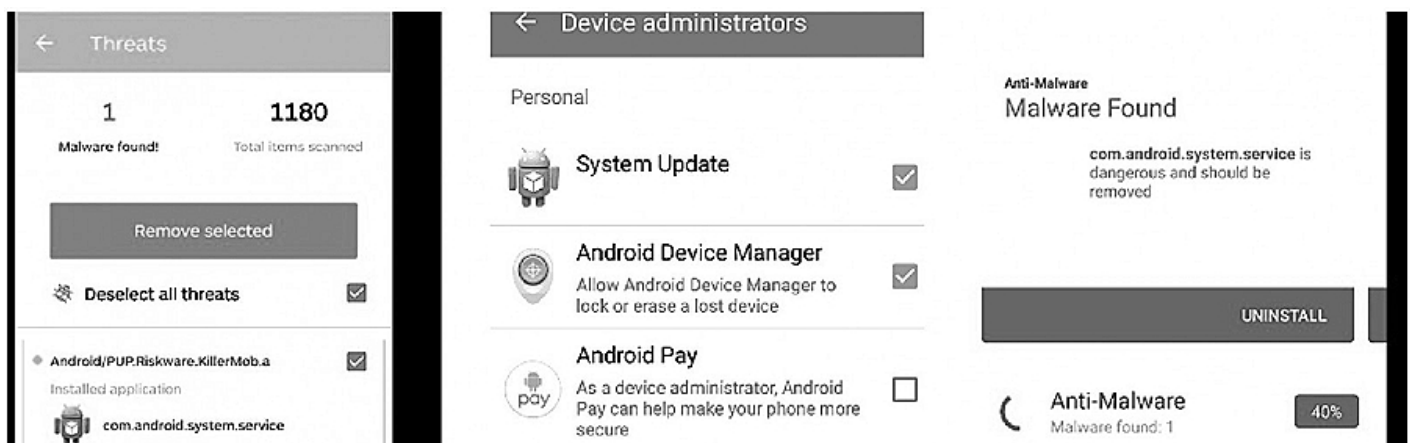 Threats
1
1180
Malware found!
Total items scanned
Remove selected
Deselect all threats
Android/PUP.Riskware.KillerMob.a
Installed application
com.android.system.service
Device administrators
Personal
System Update
Android Device Manager
Allow Android Device Manager to
lock or erase a lost device
Android Pay
pay
As a device administrator, Android
Pay can help make your phone more
secure
Anti-Malware
Malware Found
com.android.system.service is
dangerous and should be
removed
UNINSTALL
Anti-Malware
40%
Malware found: 1